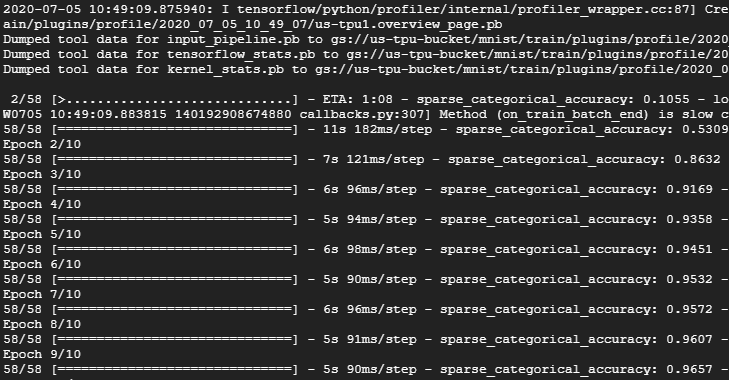 2020-07-05 10:49:09.875940: I tensorflow/python/profiler/internal/profiler_wrapper.cc:87] Cre
ain/plugins/profile/2020_07_05_10_49_07/us-tpu1.overview_page.pb
Dumped tool data for input_pipeline.pb to gs://us-tpu-bucket/mnist/train/plugins/profile/2020_
Dumped tool data for tensorflow_stats.pb to gs://us-tpu-bucket/mnist/train/plugins/profile/20
Dumped tool data for kernel_stats.pb to gs://us-tpu-bucket/mnist/train/plugins/profile/2020_0
2/58 [>.............................] - ETA: 1:08 - sparse_categorical_accuracy: 0.1055 - lo
W0705 10:49:09.883815 140192908674880 callbacks.py:307] Method (on_train_batch_end) is slow c
58/58 [==============================] - 11s 182ms/step - sparse_categorical_accuracy: 0.5309
Epoch 2/10
58/58 [==============================] - 7s 121ms/step - sparse_categorical_accuracy: 0.8632
Epoch 3/10
58/58 [==============================] - 6s 96ms/step - sparse_categorical_accuracy: 0.9169 -
Epoch 4/10
58/58 [==============================] - 5s 94ms/step - sparse_categorical_accuracy: 0.9358 -
Epoch 5/10
58/58 [==============================] - 6s 98ms/step - sparse_categorical_accuracy: 0.9451 -
Epoch 6/10
58/58 [==============================] - 5s 90ms/step - sparse_categorical_accuracy: 0.9532 -
Epoch 7/10
58/58 [==============================] - 6s 96ms/step - sparse_categorical_accuracy: 0.9572 -
Epoch 8/10
58/58 [==============================] - 5s 91ms/step - sparse_categorical_accuracy: 0.9607 -
Epoch 9/10
58/58 [==============================] - 5s 90ms/step - sparse_categorical_accuracy: 0.9657 -